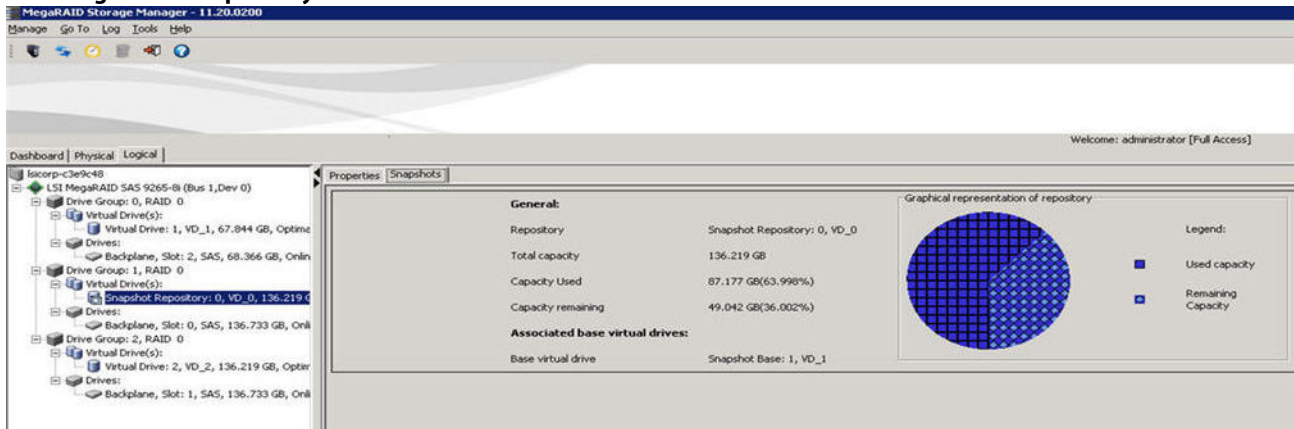 MegaRAID Storage Manager - 11.20.0200
Manage Go To Log Tools Help
Welcome: administrator [Full Access]
Dashboard Physical Logical
lsicorp-c3e9c48
LSI MegaRAID SAS 9265-8i (Bus 1,Dev 0)
Drive Group: 0, RAID 0
Virtual Drive(s):
Virtual Drive: 1, VD_1, 67.844 GB, Optima
Drives:
Backplane, Slot: 2, SAS, 68.366 GB, Onlin
Drive Group: 1, RAID 0
Virtual Drive(s):
Snapshot Repository: 0, VD_0, 136.219 G
Drives:
Backplane, Slot: 0, SAS, 136.733 GB, Onli
Drive Group: 2, RAID 0
Virtual Drive(s):
Virtual Drive: 2, VD_2, 136.219 GB, Optim
Drives:
Backplane, Slot: 1, SAS, 136.733 GB, Onli
Properties Snapshots
General:
Repository Snapshot Repository: 0, VD_0
Total capacity 136.219 GB
Capacity Used 87.177 GB(63.998%)
Capacity remaining 49.042 GB(36.002%)
Associated base virtual drives:
Base virtual drive Snapshot Base: 1, VD_1
Graphical representation of repository
Legend:
Used capacity
Remaining
Capacity